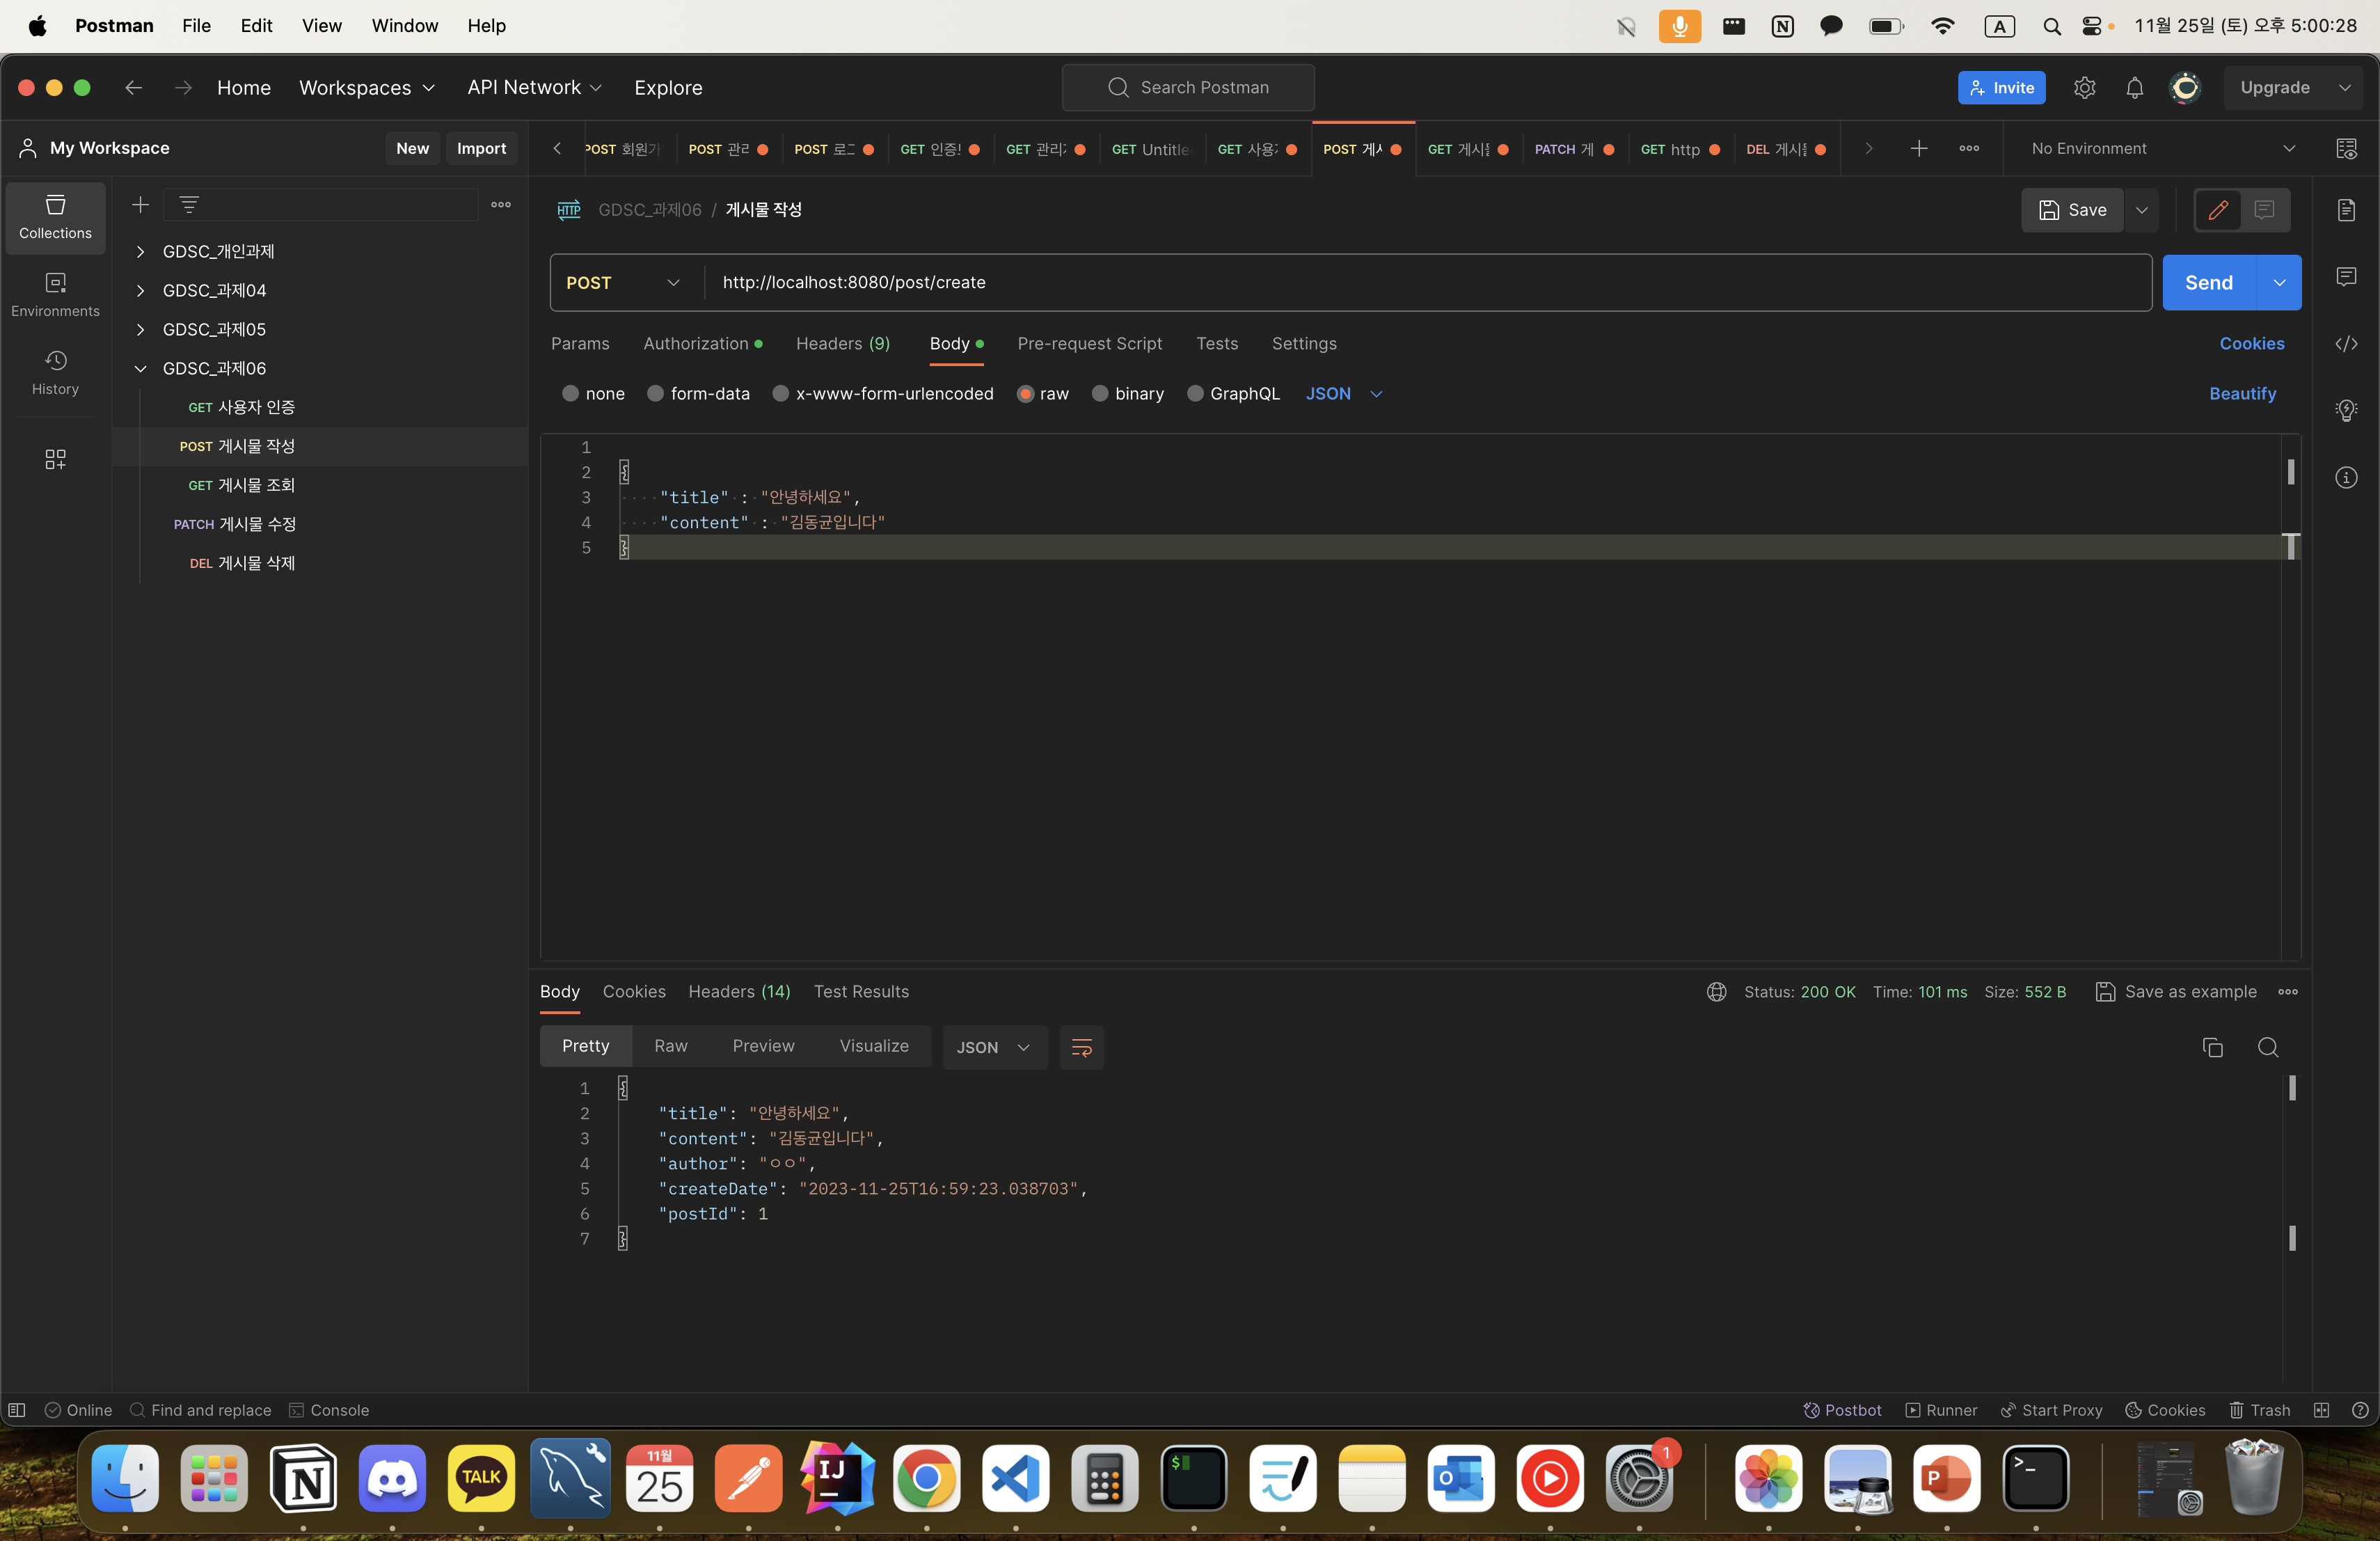 Postman File Edit View Window Help
A 11월 25일 (토) 오후 5:00:28
Home Workspaces API Network Explore Search Postman Invite Upgrade
My Workspace New Import
POST 회원가 POST 관리 POST 로그 GET 인증! GET 관리자 GET Untitle GET 사용자 POST 게시 GET 게시물 PATCH 게 GET http DEL 게시물 No Environment
Collections
Environments
History
GDSC_개인과제
GDSC_과제04
GDSC_과제05
GDSC_과제06
GET 사용자 인증
POST 게시물 작성
GET 게시물 조회
PATCH 게시물 수정
DEL 게시물 삭제
HTTP GDSC_과제06 / 게시물 작성 Save
POST http://localhost:8080/post/create Send
Params Authorization Headers (9) Body Pre-request Script Tests Settings Cookies
none form-data x-www-form-urlencoded raw binary GraphQL JSON Beautify
1
2 {
3 "title" : "안녕하세요",
4 "content" : "김동균입니다"
5 }
Body Cookies Headers (14) Test Results Status: 200 OK Time: 101 ms Size: 552 B Save as example
Pretty Raw Preview Visualize JSON
1 {
2 "title": "안녕하세요",
3 "content": "김동균입니다",
4 "author": "ㅇㅇ",
5 "createDate": "2023-11-25T16:59:23.038703",
6 "postId": 1
7 }
Online Find and replace Console Postbot Runner Start Proxy Cookies Trash
TALK 11월 25 IJ 1